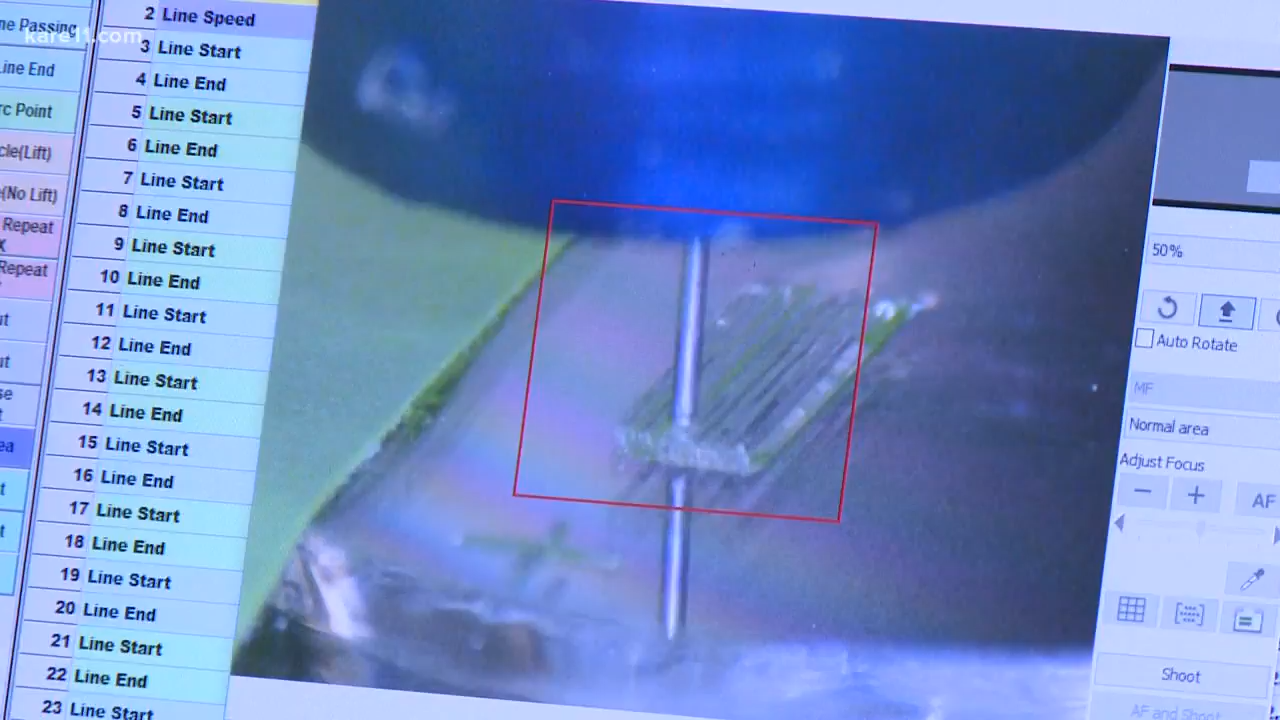 kare11.com
ne Passing
Line End
rc Point
cle(Lift)
(No Lift)
Repeat
X
Repeat
ut
ut
se
t
ea
t
t
2 Line Speed
3 Line Start
4 Line End
5 Line Start
6 Line End
7 Line Start
8 Line End
9 Line Start
10 Line End
11 Line Start
12 Line End
13 Line Start
14 Line End
15 Line Start
16 Line End
17 Line Start
18 Line End
19 Line Start
20 Line End
21 Line Start
22 Line End
23 Line Start
50%
Auto Rotate
MF
Normal area
Adjust Focus
− + AF
Shoot
AF and Shoot